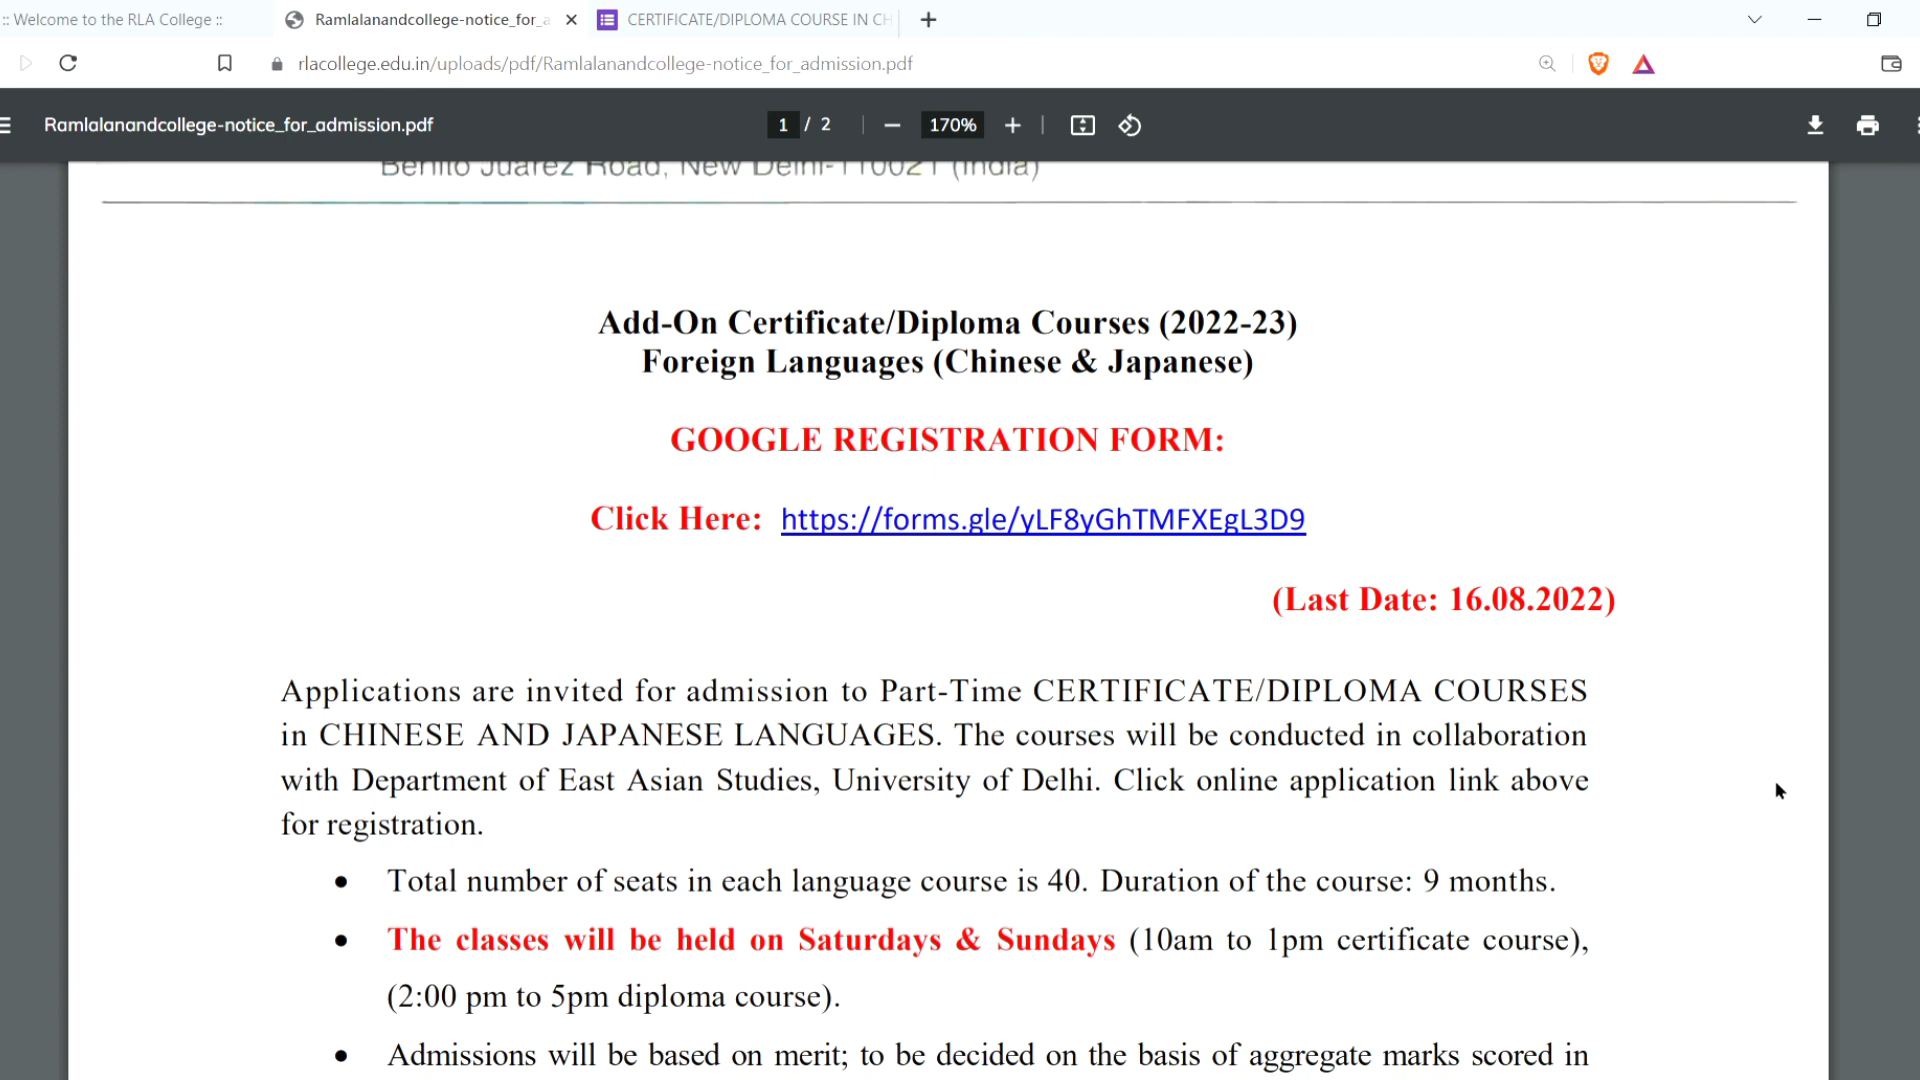 :: Welcome to the RLA College ::
Ramlalanandcollege-notice_for_a
CERTIFICATE/DIPLOMA COURSE IN CH
rlacollege.edu.in/uploads/pdf/Ramlalanandcollege-notice_for_admission.pdf
Ramlalanandcollege-notice_for_admission.pdf
1 / 2
170%
Benito Juarez Road, New Delhi-110021 (India)
Add-On Certificate/Diploma Courses (2022-23)
Foreign Languages (Chinese & Japanese)
GOOGLE REGISTRATION FORM:
Click Here: https://forms.gle/yLF8yGhTMFXEgL3D9
(Last Date: 16.08.2022)
Applications are invited for admission to Part-Time CERTIFICATE/DIPLOMA COURSES
in CHINESE AND JAPANESE LANGUAGES. The courses will be conducted in collaboration
with Department of East Asian Studies, University of Delhi. Click online application link above
for registration.
• Total number of seats in each language course is 40. Duration of the course: 9 months.
• The classes will be held on Saturdays & Sundays (10am to 1pm certificate course),
(2:00 pm to 5pm diploma course).
• Admissions will be based on merit; to be decided on the basis of aggregate marks scored in